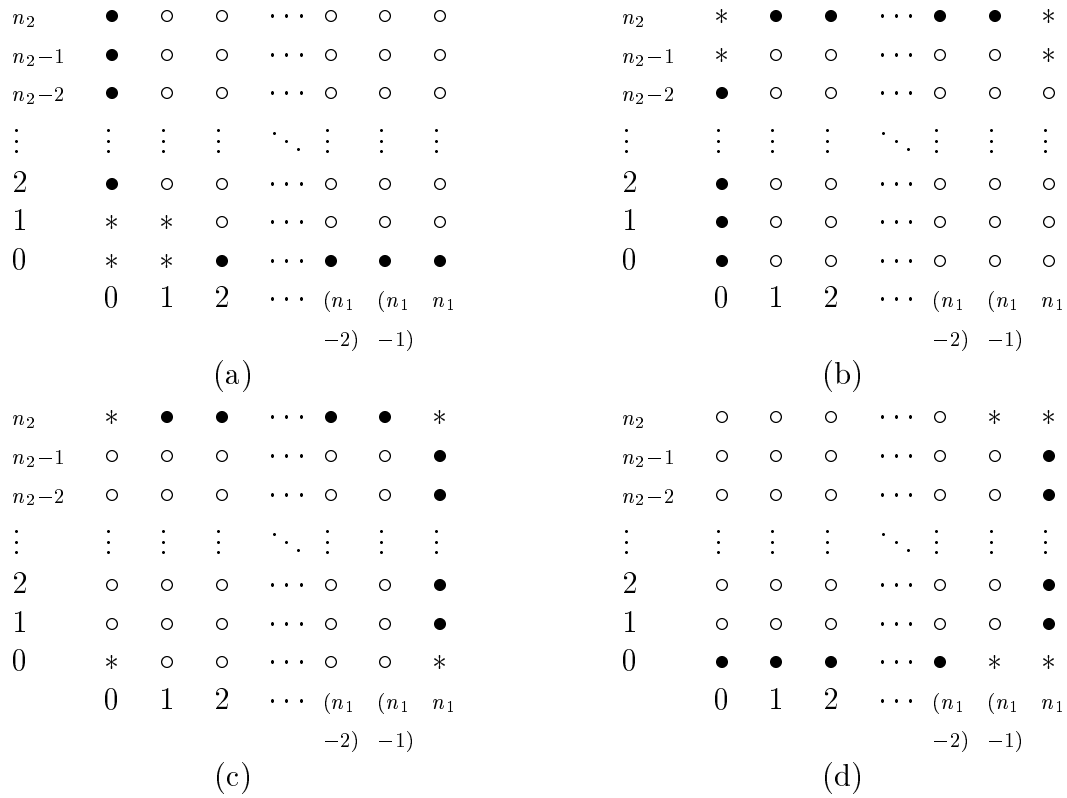 n₂ ● ○ ○ ⋯ ○ ○ ○
n₂−1 ● ○ ○ ⋯ ○ ○ ○
n₂−2 ● ○ ○ ⋯ ○ ○ ○
⋮ ⋮ ⋮ ⋮ ⋱ ⋮ ⋮ ⋮
2 ● ○ ○ ⋯ ○ ○ ○
1 * * ○ ⋯ ○ ○ ○
0 * * ● ⋯ ● ● ●
0 1 2 ⋯ (n₁ (n₁ n₁
−2) −1)
(a)
n₂ * ● ● ⋯ ● ● *
n₂−1 * ○ ○ ⋯ ○ ○ *
n₂−2 ● ○ ○ ⋯ ○ ○ ○
⋮ ⋮ ⋮ ⋮ ⋱ ⋮ ⋮ ⋮
2 ● ○ ○ ⋯ ○ ○ ○
1 ● ○ ○ ⋯ ○ ○ ○
0 ● ○ ○ ⋯ ○ ○ ○
0 1 2 ⋯ (n₁ (n₁ n₁
−2) −1)
(b)
n₂ * ● ● ⋯ ● ● *
n₂−1 ○ ○ ○ ⋯ ○ ○ ●
n₂−2 ○ ○ ○ ⋯ ○ ○ ●
⋮ ⋮ ⋮ ⋮ ⋱ ⋮ ⋮ ⋮
2 ○ ○ ○ ⋯ ○ ○ ●
1 ○ ○ ○ ⋯ ○ ○ ●
0 * ○ ○ ⋯ ○ ○ *
0 1 2 ⋯ (n₁ (n₁ n₁
−2) −1)
(c)
n₂ ○ ○ ○ ⋯ ○ * *
n₂−1 ○ ○ ○ ⋯ ○ ○ ●
n₂−2 ○ ○ ○ ⋯ ○ ○ ●
⋮ ⋮ ⋮ ⋮ ⋱ ⋮ ⋮ ⋮
2 ○ ○ ○ ⋯ ○ ○ ●
1 ○ ○ ○ ⋯ ○ ○ ●
0 ● ● ● ⋯ ● * *
0 1 2 ⋯ (n₁ (n₁ n₁
−2) −1)
(d)